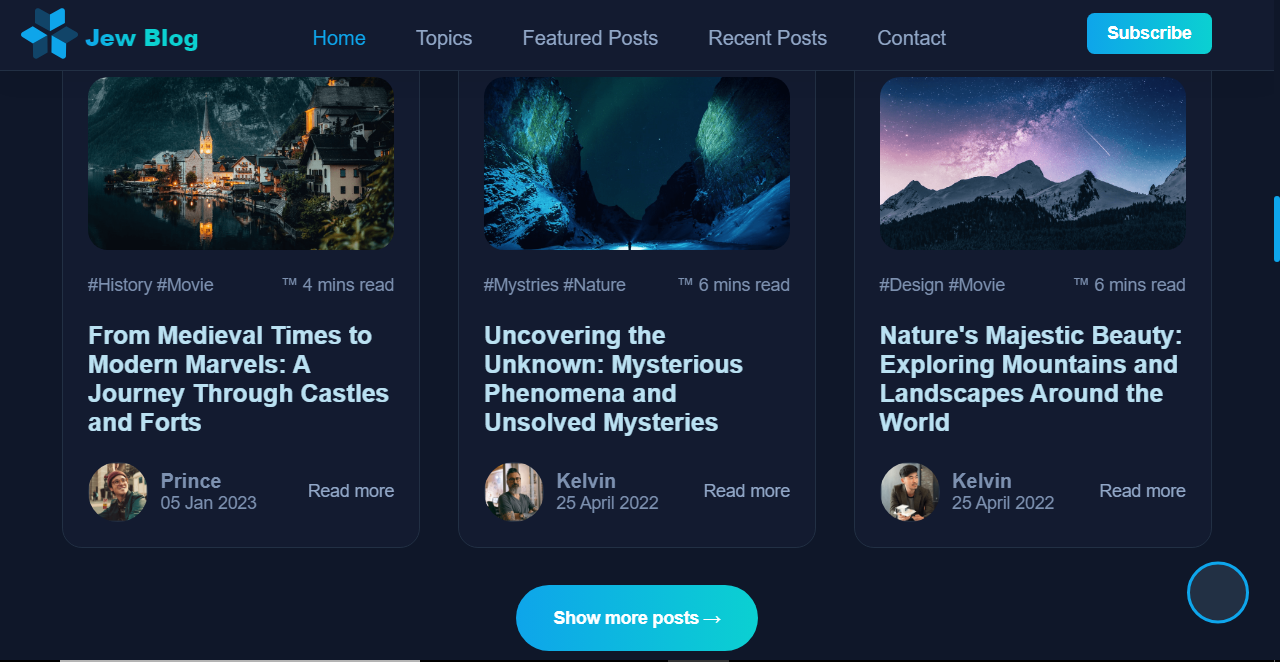 Jew Blog
Home
Topics
Featured Posts
Recent Posts
Contact
Subscribe
#History #Movie
™ 4 mins read
From Medieval Times to
Modern Marvels: A
Journey Through Castles
and Forts
Prince
05 Jan 2023
Read more
#Mystries #Nature
™ 6 mins read
Uncovering the
Unknown: Mysterious
Phenomena and
Unsolved Mysteries
Kelvin
25 April 2022
Read more
#Design #Movie
™ 6 mins read
Nature's Majestic Beauty:
Exploring Mountains and
Landscapes Around the
World
Kelvin
25 April 2022
Read more
Show more posts →